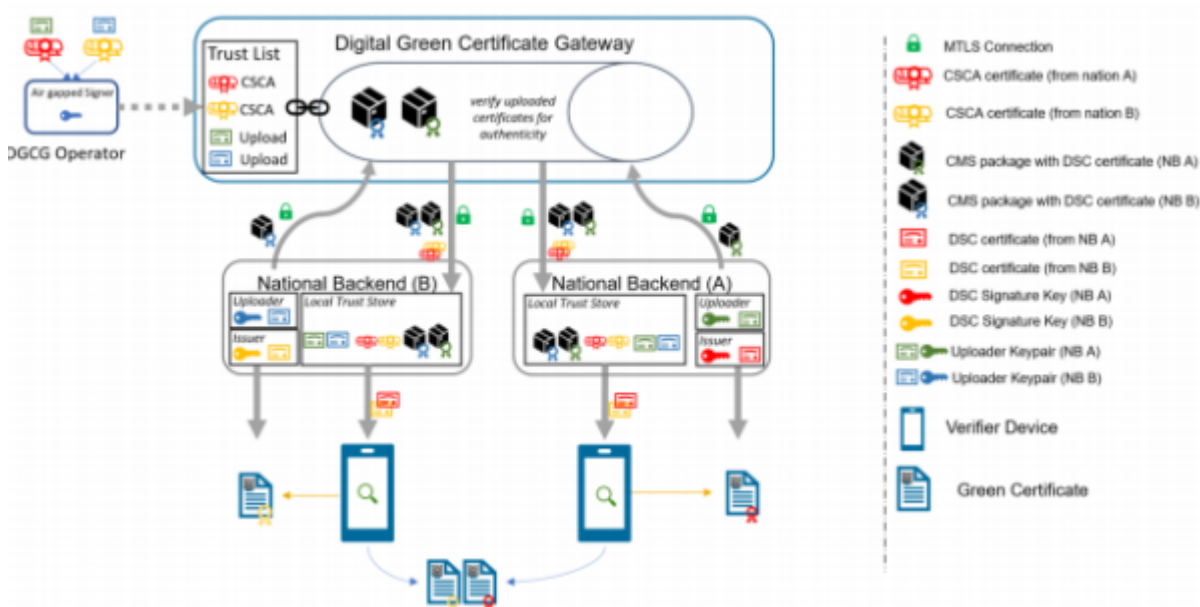 Digital Green Certificate Gateway
Trust List
CSCA
CSCA
Upload
Upload
verify uploaded
certificates for
authenticity
Air gapped Signer
DGCG Operator
National Backend (B)
Uploader
Issuer
Local Trust Store
National Backend (A)
Local Trust Store
Uploader
Issuer
MTLS Connection
CSCA certificate (from nation A)
CSCA certificate (from nation B)
CMS package with DSC certificate (NB A)
CMS package with DSC certificate (NB B)
DSC certificate (from NB A)
DSC certificate (from NB B)
DSC Signature Key (NB A)
DSC Signature Key (NB B)
Uploader Keypair (NB A)
Uploader Keypair (NB B)
Verifier Device
Green Certificate